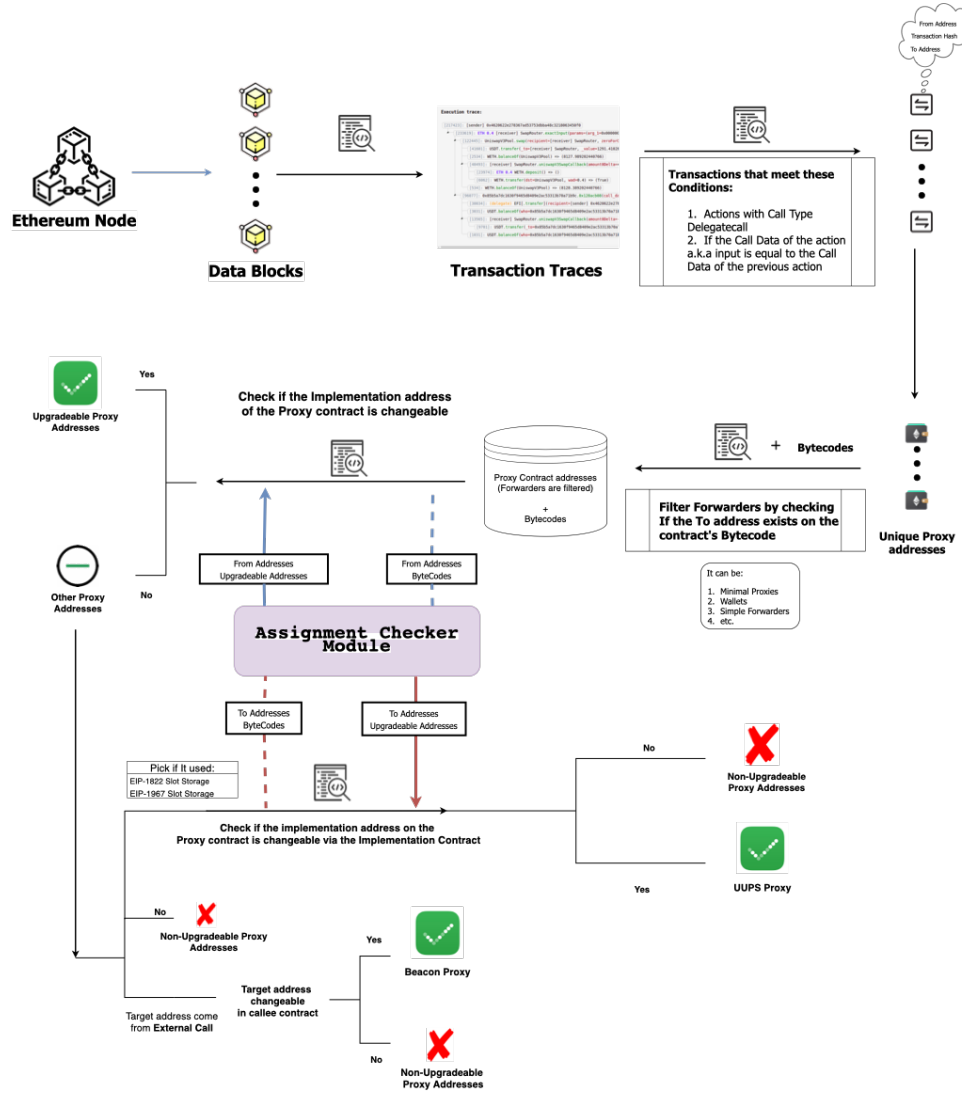 From Address
Transaction Hash
To Address
Execution trace:
Ethereum Node
Data Blocks
Transaction Traces
Transactions that meet these
Conditions:
1. Actions with Call Type
Delegatecall
2. If the Call Data of the action
a.k.a input is equal to the Call
Data of the previous action
Yes
Upgradeable Proxy
Addresses
Check if the Implementation address
of the Proxy contract is changeable
Proxy Contract addresses
(Forwarders are filtered)
+
Bytecodes
+ Bytecodes
Filter Forwarders by checking
If the To address exists on the
contract's Bytecode
Unique Proxy
addresses
It can be:
1. Minimal Proxies
2. Wallets
3. Simple Forwarders
4. etc.
Other Proxy
Addresses
No
From Addresses
Upgradeable Addresses
From Addresses
ByteCodes
Assignment Checker
Module
To Addresses
ByteCodes
To Addresses
Upgradeable Addresses
Pick if It used:
EIP-1822 Slot Storage
EIP-1967 Slot Storage
Check if the implementation address on the
Proxy contract is changeable via the Implementation Contract
No
Non-Upgradeable
Proxy Addresses
Yes
UUPS Proxy
No
Non-Upgradeable Proxy
Addresses
Target address come
from External Call
Target address
changeable
in callee contract
Yes
Beacon Proxy
No
Non-Upgradeable
Proxy Addresses